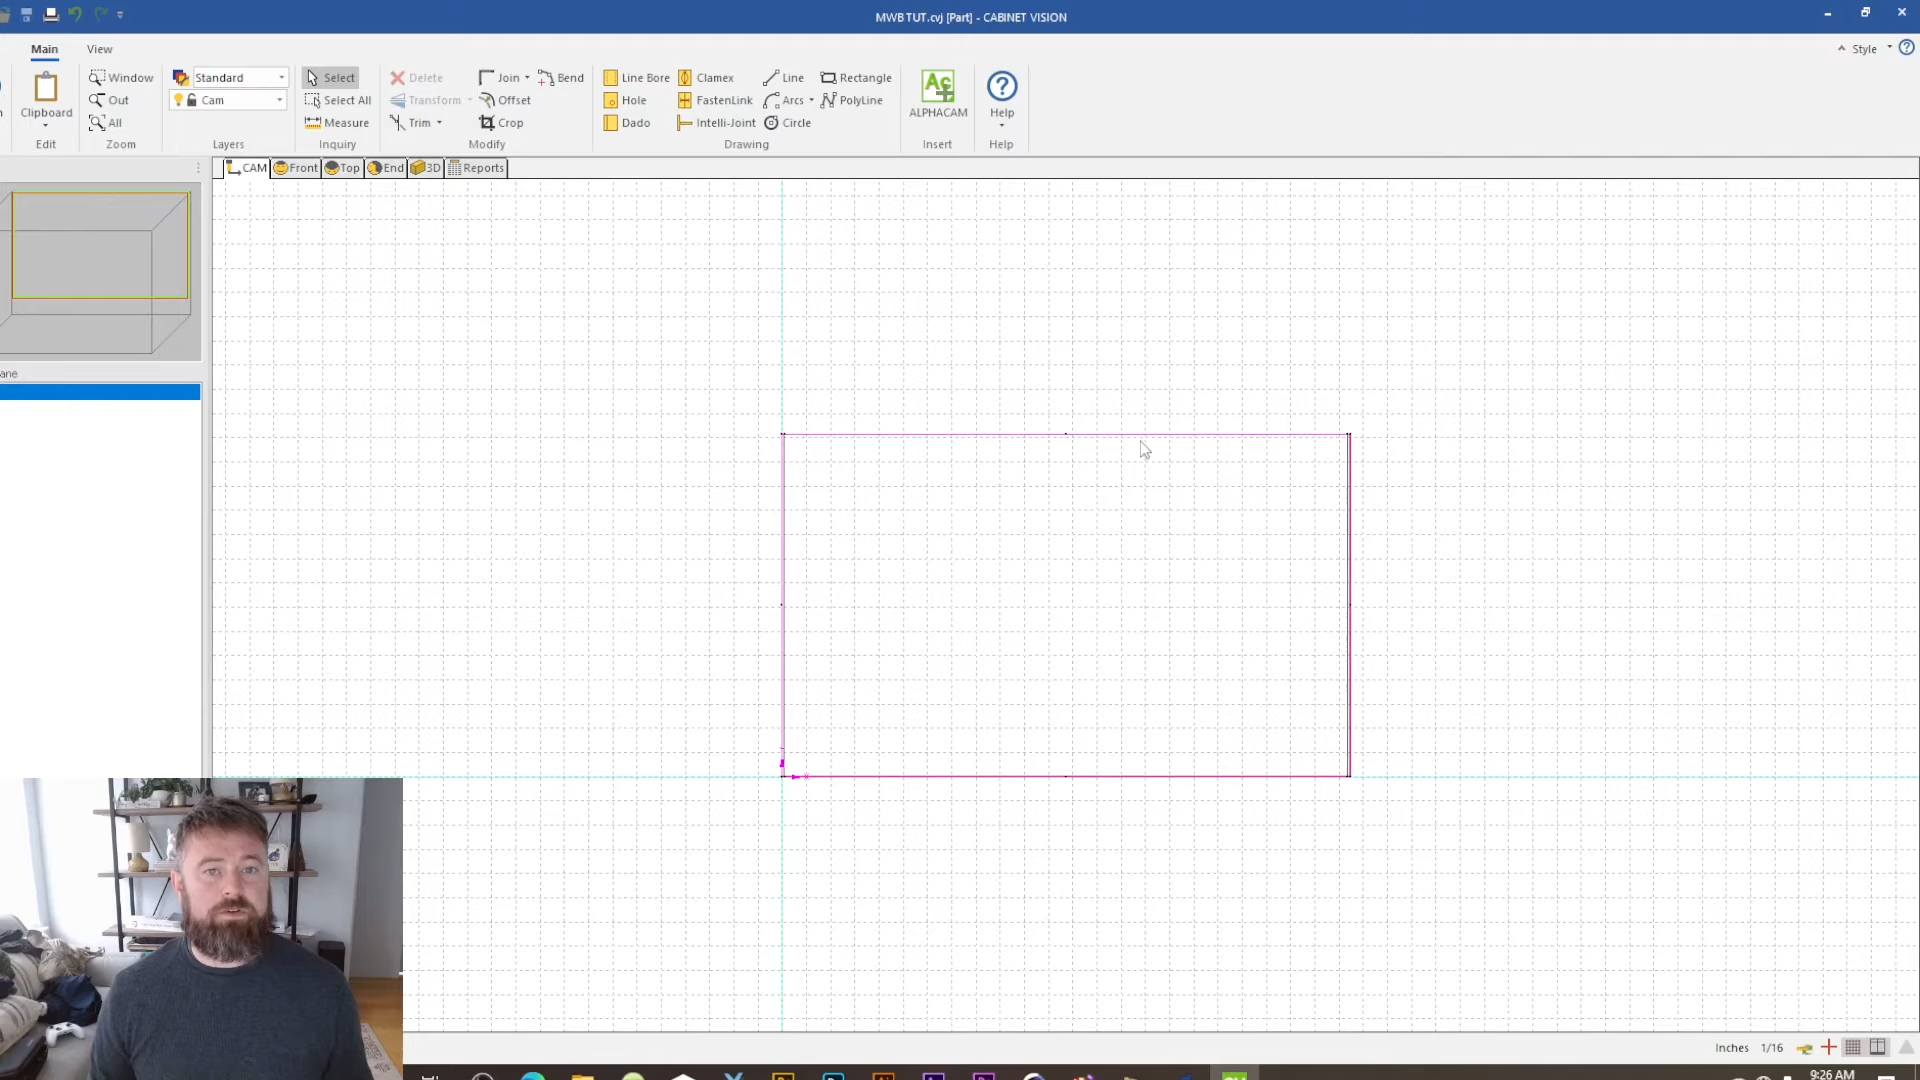 MWB TUT.cvj [Part] - CABINET VISION
Main View
Style
Clipboard
Edit
Window
Out
All
Zoom
Standard
Cam
Layers
Select
Select All
Measure
Inquiry
Delete
Transform
Trim
Join
Offset
Crop
Bend
Modify
Line Bore
Hole
Dado
Clamex
FastenLink
Intelli-Joint
Line
Arcs
Circle
Rectangle
PolyLine
Drawing
ALPHACAM
Insert
Help
Help
CAM Front Top End 3D Reports
ane
Inches 1/16
9:26 AM